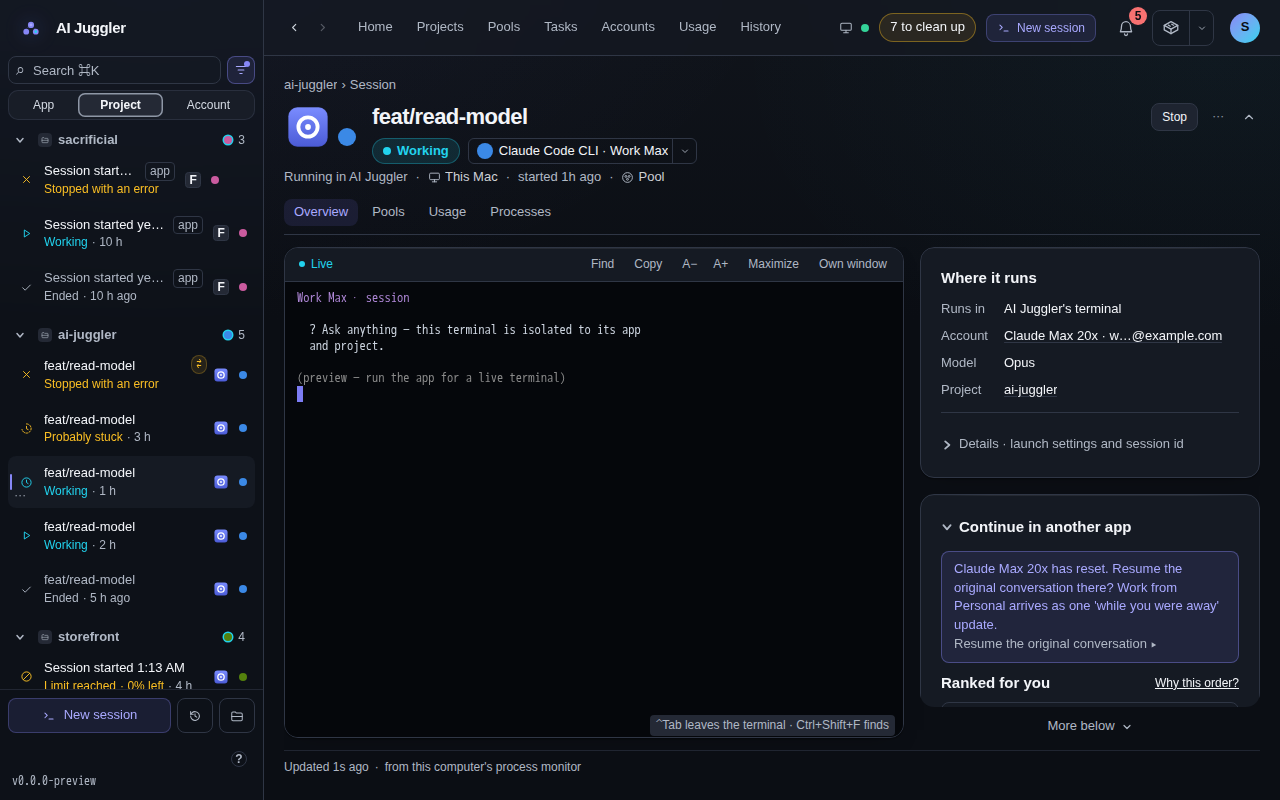 AI Juggler
Search ⌘K
App Project Account
sacrificial 3
Session start… app
Stopped with an error
F
Session started ye… app
Working · 10 h
F
Session started ye… app
Ended · 10 h ago
F
ai-juggler 5
feat/read-model
Stopped with an error
feat/read-model
Probably stuck · 3 h
feat/read-model
Working · 1 h
feat/read-model
Working · 2 h
feat/read-model
Ended · 5 h ago
storefront 4
Session started 1:13 AM
Limit reached · 0% left · 4 h
New session
?
v0.0.0-preview
Home Projects Pools Tasks Accounts Usage History
7 to clean up
New session
5
S
ai-juggler › Session
feat/read-model
Stop
Working
Claude Code CLI · Work Max
Running in AI Juggler · This Mac · started 1h ago · Pool
Overview Pools Usage Processes
Live
Find Copy A− A+ Maximize Own window
Work Max · session
? Ask anything — this terminal is isolated to its app
and project.
(preview — run the app for a live terminal)
^Tab leaves the terminal · Ctrl+Shift+F finds
Where it runs
Runs in AI Juggler's terminal
Account Claude Max 20x · w…@example.com
Model Opus
Project ai-juggler
Details · launch settings and session id
Continue in another app
Claude Max 20x has reset. Resume the
original conversation there? Work from
Personal arrives as one 'while you were away'
update.
Resume the original conversation ▸
Ranked for you
Why this order?
More below
Updated 1s ago · from this computer's process monitor